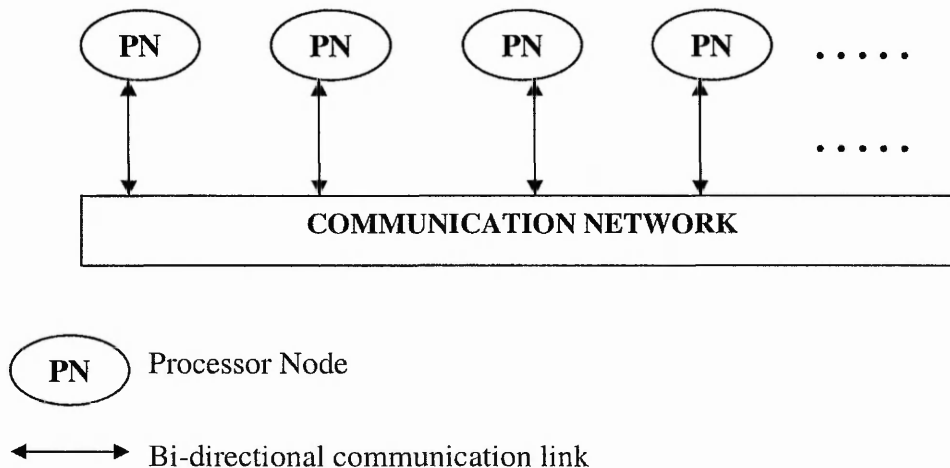 PN PN PN PN .....
.....
COMMUNICATION NETWORK
PN Processor Node
Bi-directional communication link